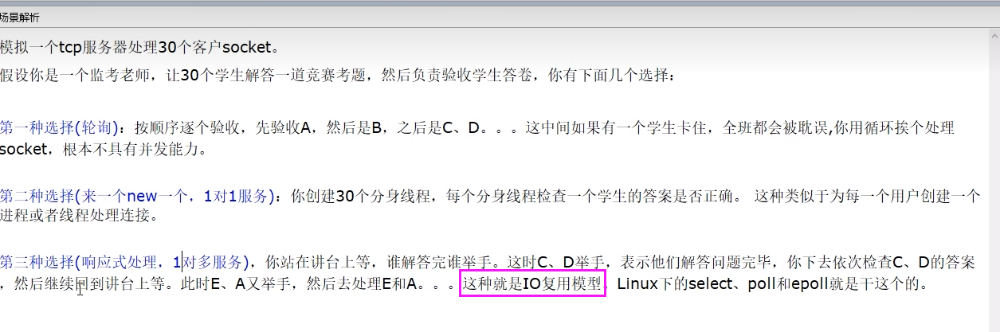 场景解析
模拟一个tcp服务器处理30个客户socket。
假设你是一个监考老师，让30个学生解答一道竞赛考题，然后负责验收学生答卷，你有下面几个选择：
第一种选择(轮询)：按顺序逐个验收，先验收A，然后是B，之后是C、D。。。这中间如果有一个学生卡住，全班都会被耽误,你用循环挨个处理
socket，根本不具有并发能力。
第二种选择(来一个new一个，1对1服务)：你创建30个分身线程，每个分身线程检查一个学生的答案是否正确。 这种类似于为每一个用户创建一个
进程或者线程处理连接。
第三种选择(响应式处理，1对多服务)，你站在讲台上等，谁解答完谁举手。这时C、D举手，表示他们解答问题完毕，你下去依次检查C、D的答案
，然后继续回到讲台上等。此时E、A又举手，然后去处理E和A。。。这种就是IO复用模型。Linux下的select、poll和epoll就是干这个的。